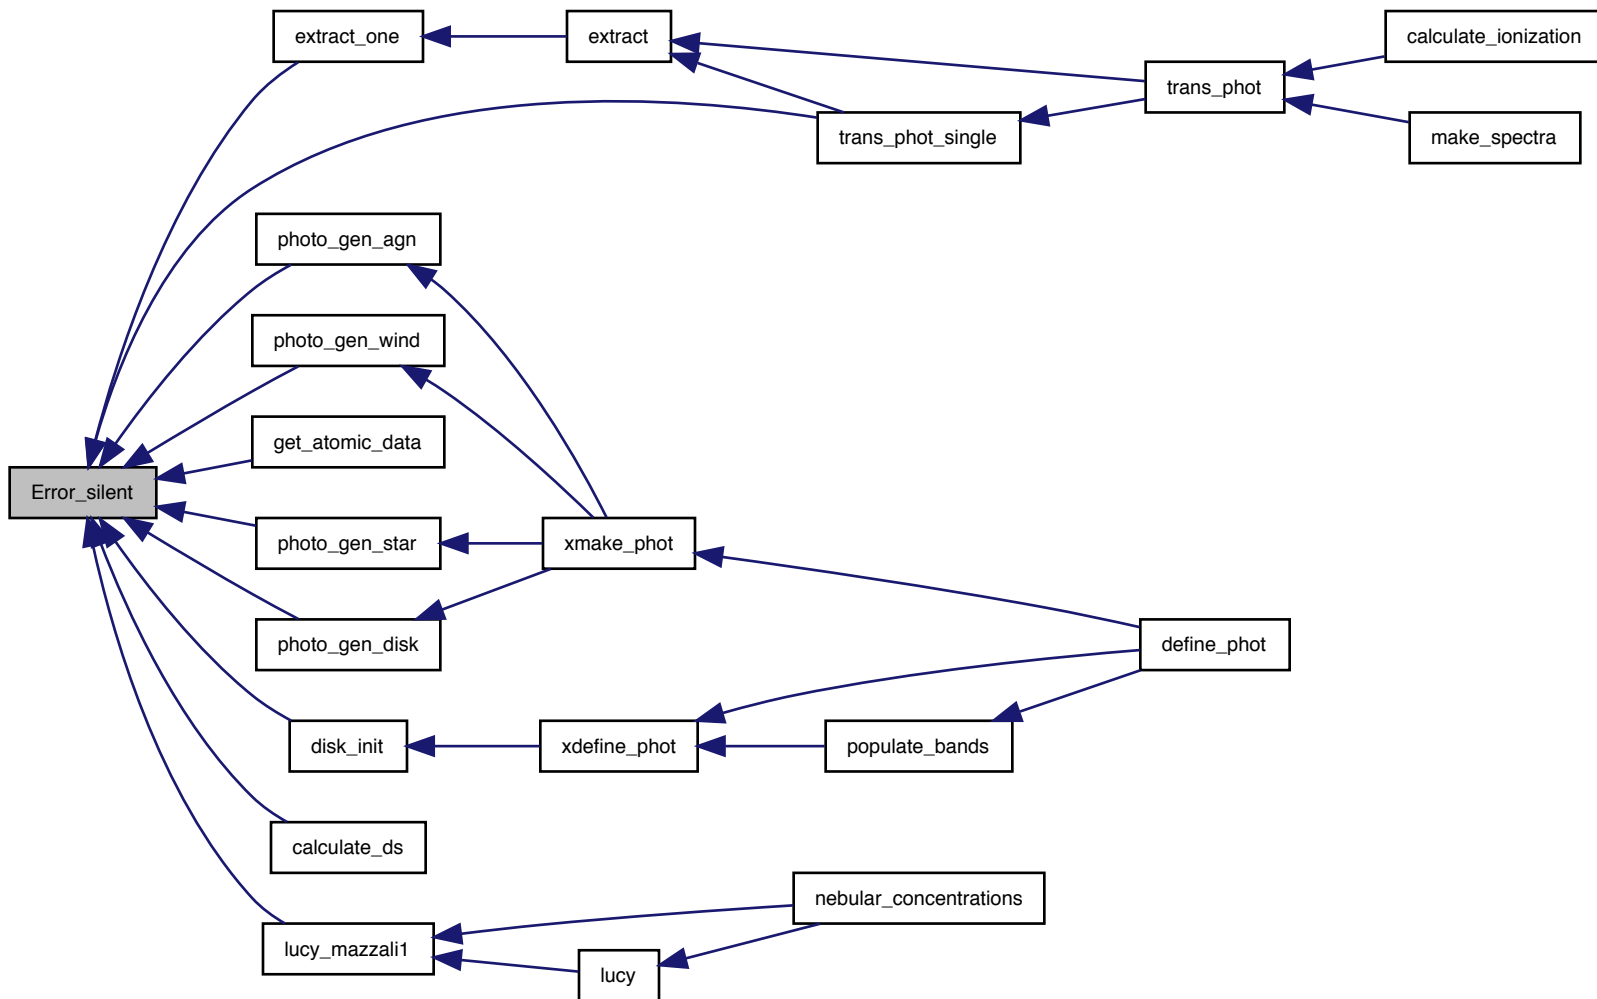 extract_one
extract
calculate_ionization
trans_phot
trans_phot_single
make_spectra
photo_gen_agn
photo_gen_wind
get_atomic_data
Error_silent
photo_gen_star
xmake_phot
photo_gen_disk
define_phot
disk_init
xdefine_phot
populate_bands
calculate_ds
nebular_concentrations
lucy_mazzali1
lucy